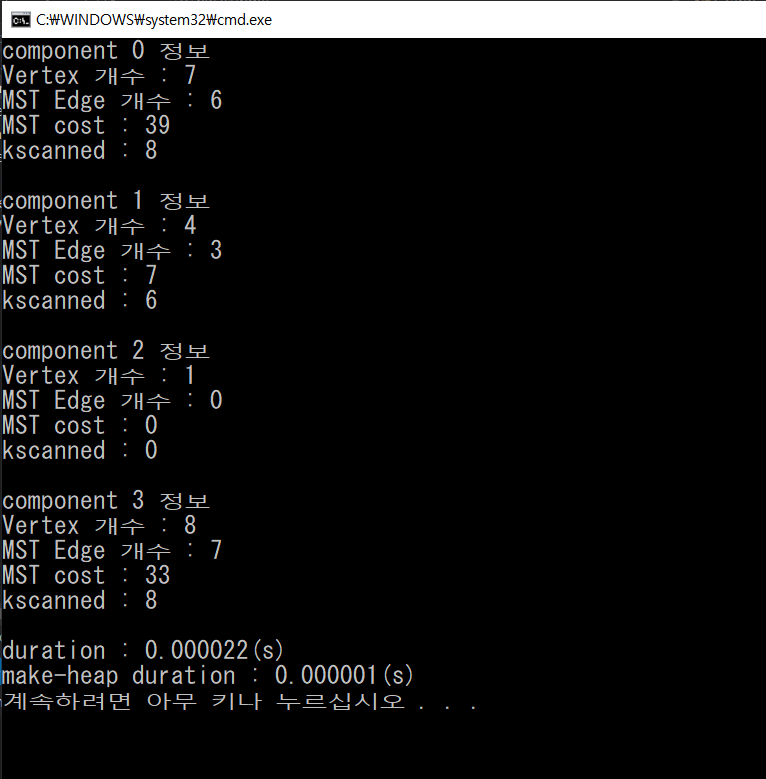 C:₩WINDOWS₩system32₩cmd.exe
component 0 정보
Vertex 개수 : 7
MST Edge 개수 : 6
MST cost : 39
kscanned : 8
component 1 정보
Vertex 개수 : 4
MST Edge 개수 : 3
MST cost : 7
kscanned : 6
component 2 정보
Vertex 개수 : 1
MST Edge 개수 : 0
MST cost : 0
kscanned : 0
component 3 정보
Vertex 개수 : 8
MST Edge 개수 : 7
MST cost : 33
kscanned : 8
duration : 0.000022(s)
make-heap duration : 0.000001(s)
계속하려면 아무 키나 누르십시오 . . .